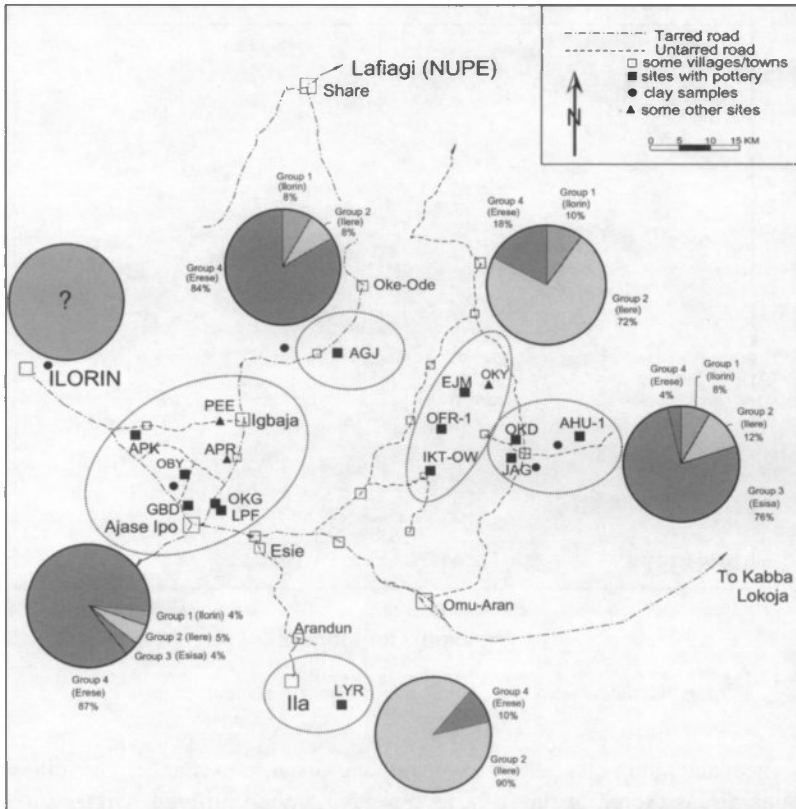 Tarred road
Untarred road
some villages/towns
sites with pottery
clay samples
some other sites
N
0 5 10 15 KM
Lafiagi (NUPE)
Share
Group 1
(Ilorin)
8%
Group 2
(Ilere)
8%
Group 4
(Erese)
84%
Oke-Ode
Group 4
(Erese)
18%
Group 1
(Ilorin)
10%
Group 2
(Ilere)
72%
?
ILORIN
AGJ
EJM
OKY
OFR-1
IKT-OW
OKD
AHU-1
JAG
Group 4
(Erese)
4%
Group 1
(Ilorin)
8%
Group 2
(Ilere)
12%
Group 3
(Esisa)
76%
PEE
Igbaja
APK
APR
OBY
GBD
OKG
LPF
Ajase Ipo
Esie
Omu-Aran
To Kabba
Lokoja
Group 1 (Ilorin) 4%
Group 2 (Ilere) 5%
Group 3 (Esisa) 4%
Group 4
(Erese)
87%
Arandun
Ila
LYR
Group 4
(Erese)
10%
Group 2
(Ilere)
90%